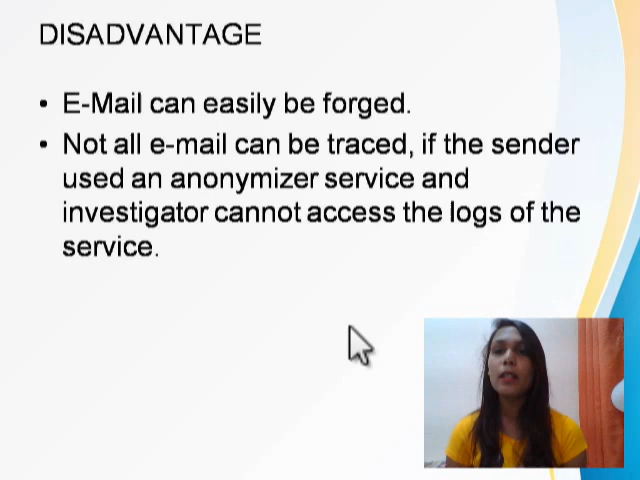 DISADVANTAGE
• E-Mail can easily be forged.
• Not all e-mail can be traced, if the sender
used an anonymizer service and
investigator cannot access the logs of the
service.